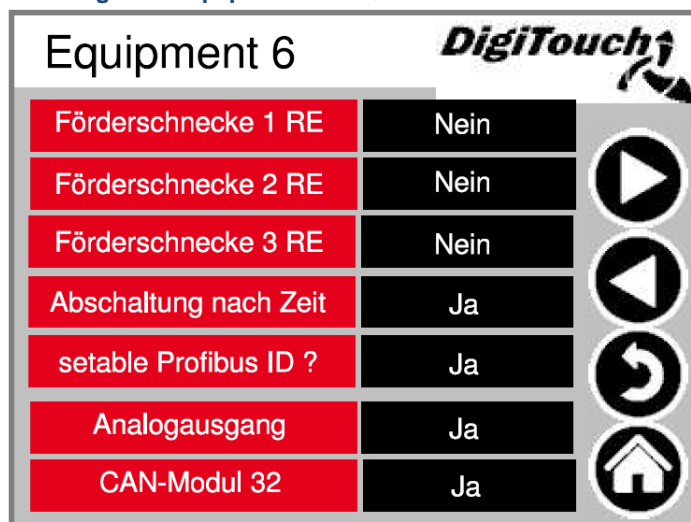 Equipment 6
DigiTouch
Förderschnecke 1 RE Nein
Förderschnecke 2 RE Nein
Förderschnecke 3 RE Nein
Abschaltung nach Zeit Ja
setable Profibus ID ? Ja
Analogausgang Ja
CAN-Modul 32 Ja